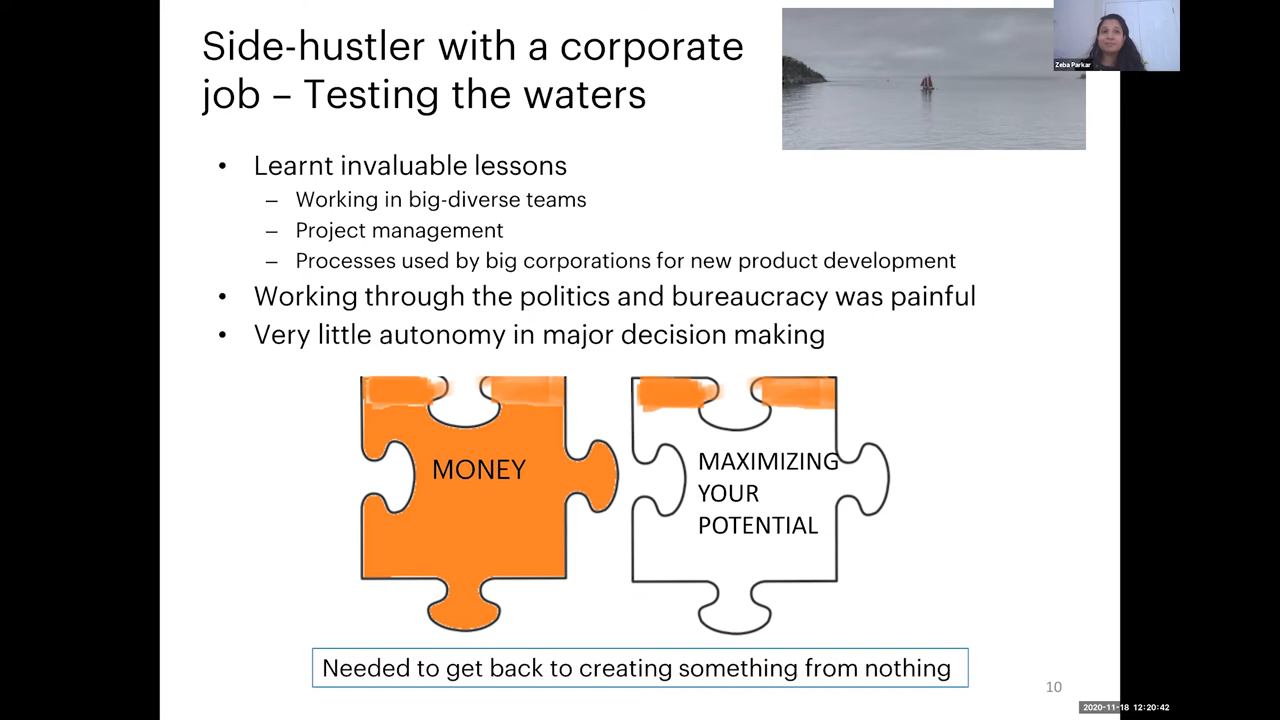 Side-hustler with a corporate
job – Testing the waters
Zeba Parkar
• Learnt invaluable lessons
– Working in big-diverse teams
– Project management
– Processes used by big corporations for new product development
• Working through the politics and bureaucracy was painful
• Very little autonomy in major decision making
MONEY
MAXIMIZING
YOUR
POTENTIAL
Needed to get back to creating something from nothing
10
2020-11-18 12:20:42